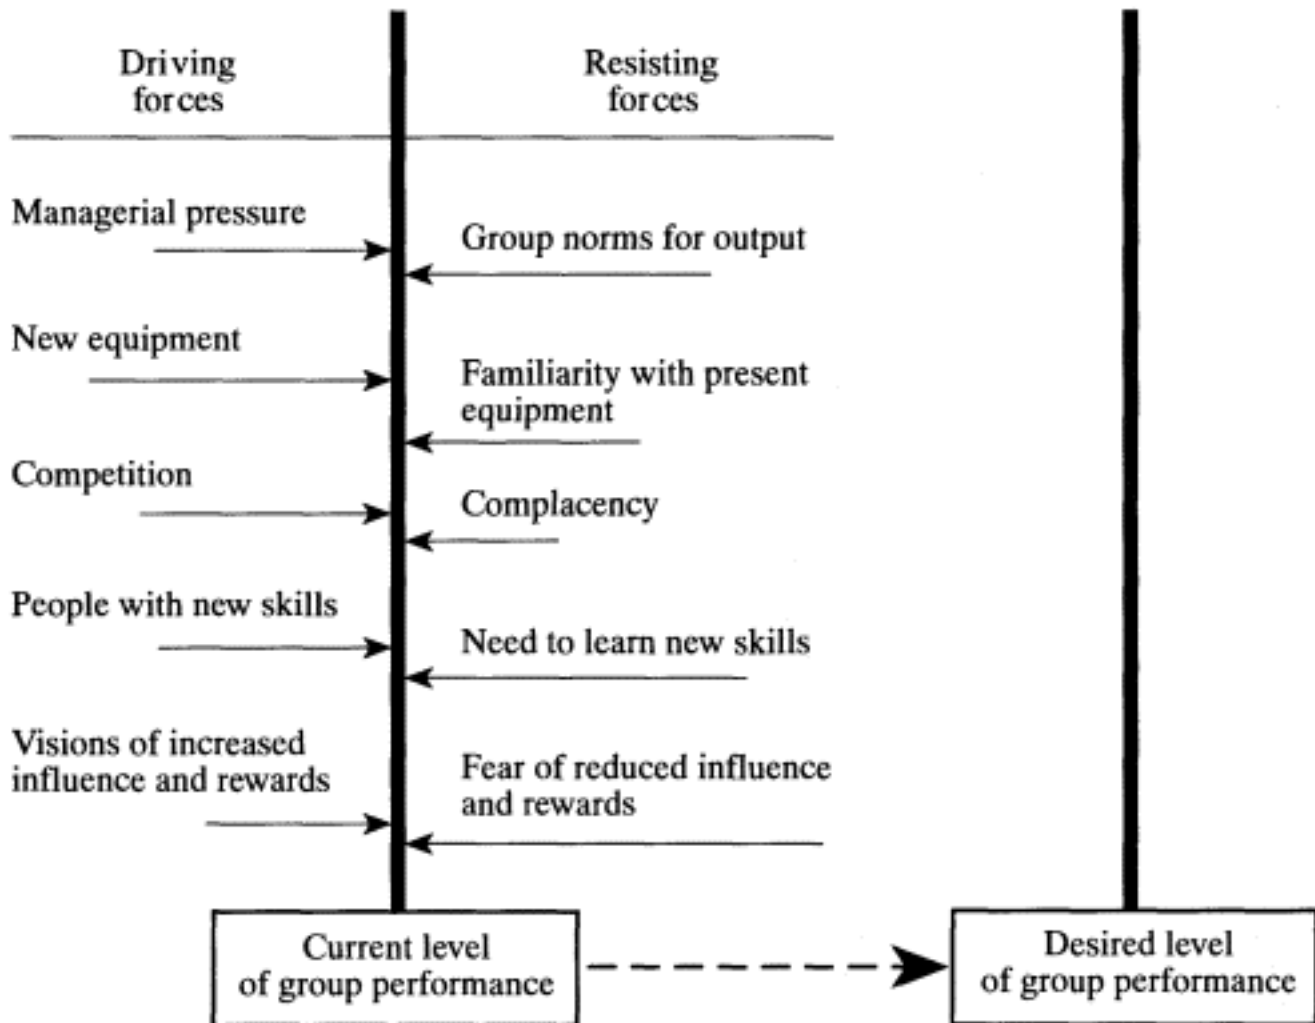 Driving
forces
Resisting
forces
Managerial pressure
Group norms for output
New equipment
Familiarity with present
equipment
Competition
Complacency
People with new skills
Need to learn new skills
Visions of increased
influence and rewards
Fear of reduced influence
and rewards
Current level
of group performance
Desired level
of group performance